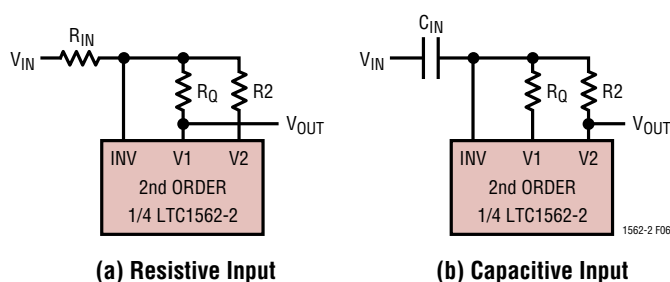 R_IN
V_IN
R_Q
R2
V_OUT
INV V1 V2
2nd ORDER
1/4 LTC1562-2
(a) Resistive Input
C_IN
V_IN
R_Q
R2
V_OUT
INV V1 V2
2nd ORDER
1/4 LTC1562-2
1562-2 F06
(b) Capacitive Input